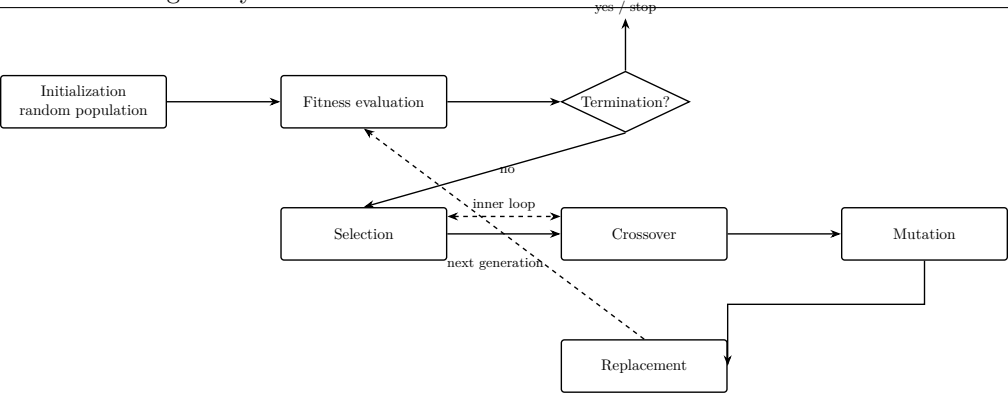 yes / stop
Initialization
random population
Fitness evaluation
Termination?
no
inner loop
Selection
Crossover
Mutation
next generation
Replacement